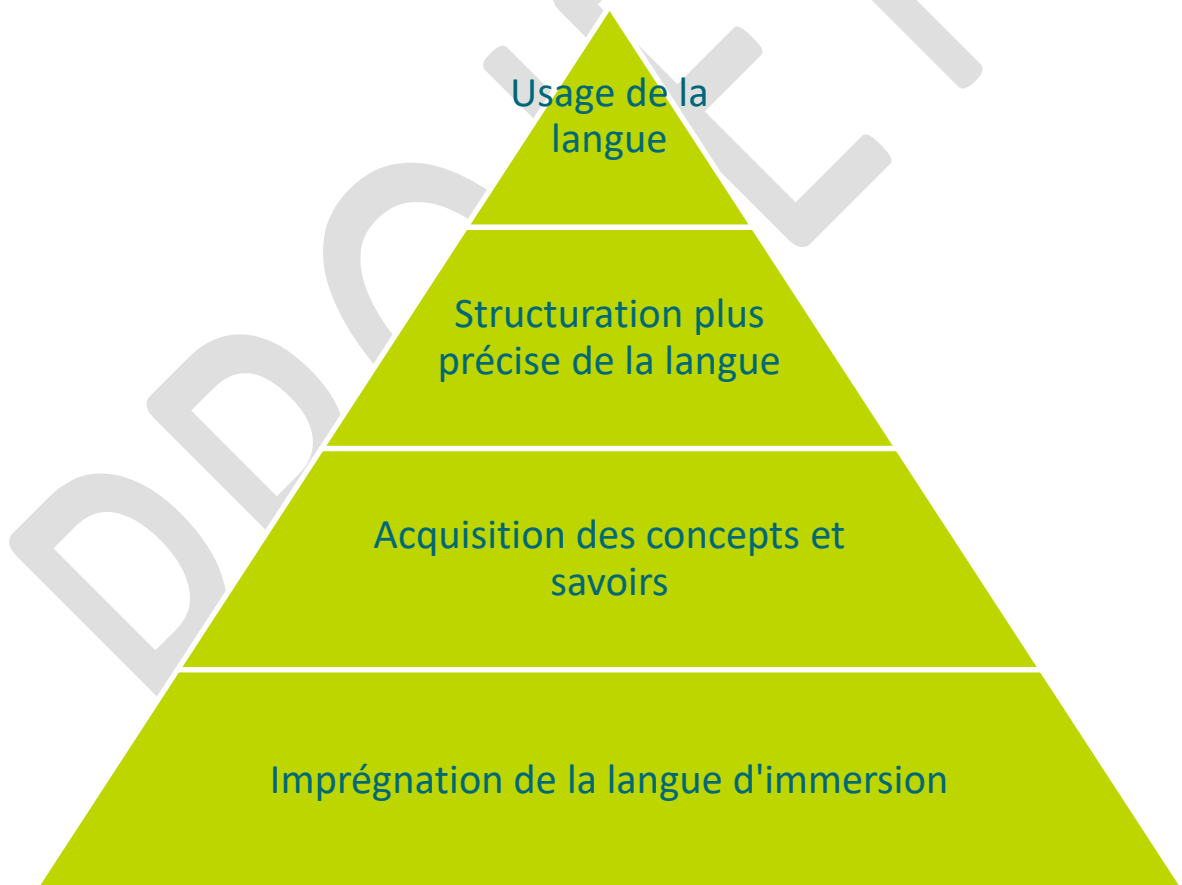 Usage de la
langue
Structuration plus
précise de la langue
Acquisition des concepts et
savoirs
Imprégnation de la langue d'immersion